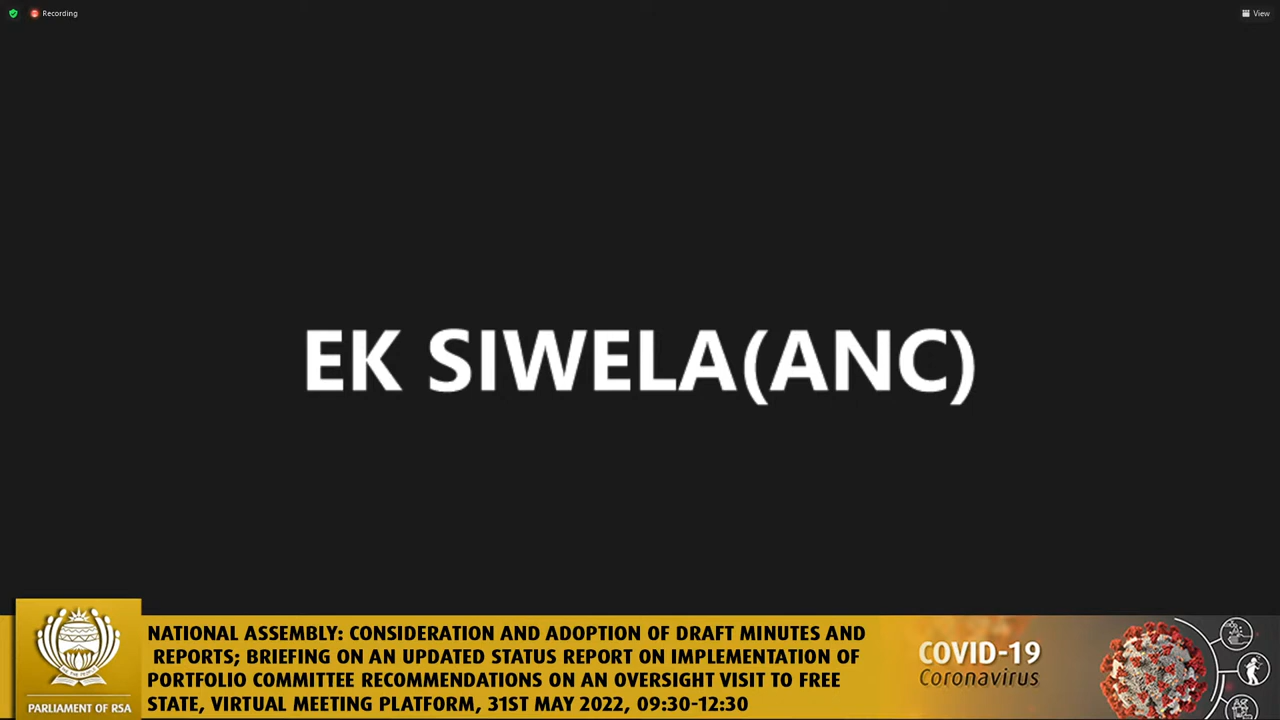 Recording
View
EK SIWELA(ANC)
NATIONAL ASSEMBLY: CONSIDERATION AND ADOPTION OF DRAFT MINUTES AND
REPORTS; BRIEFING ON AN UPDATED STATUS REPORT ON IMPLEMENTATION OF
PORTFOLIO COMMITTEE RECOMMENDATIONS ON AN OVERSIGHT VISIT TO FREE
STATE, VIRTUAL MEETING PLATFORM, 31ST MAY 2022, 09:30-12:30
PARLIAMENT OF RSA
COVID-19
Coronavirus